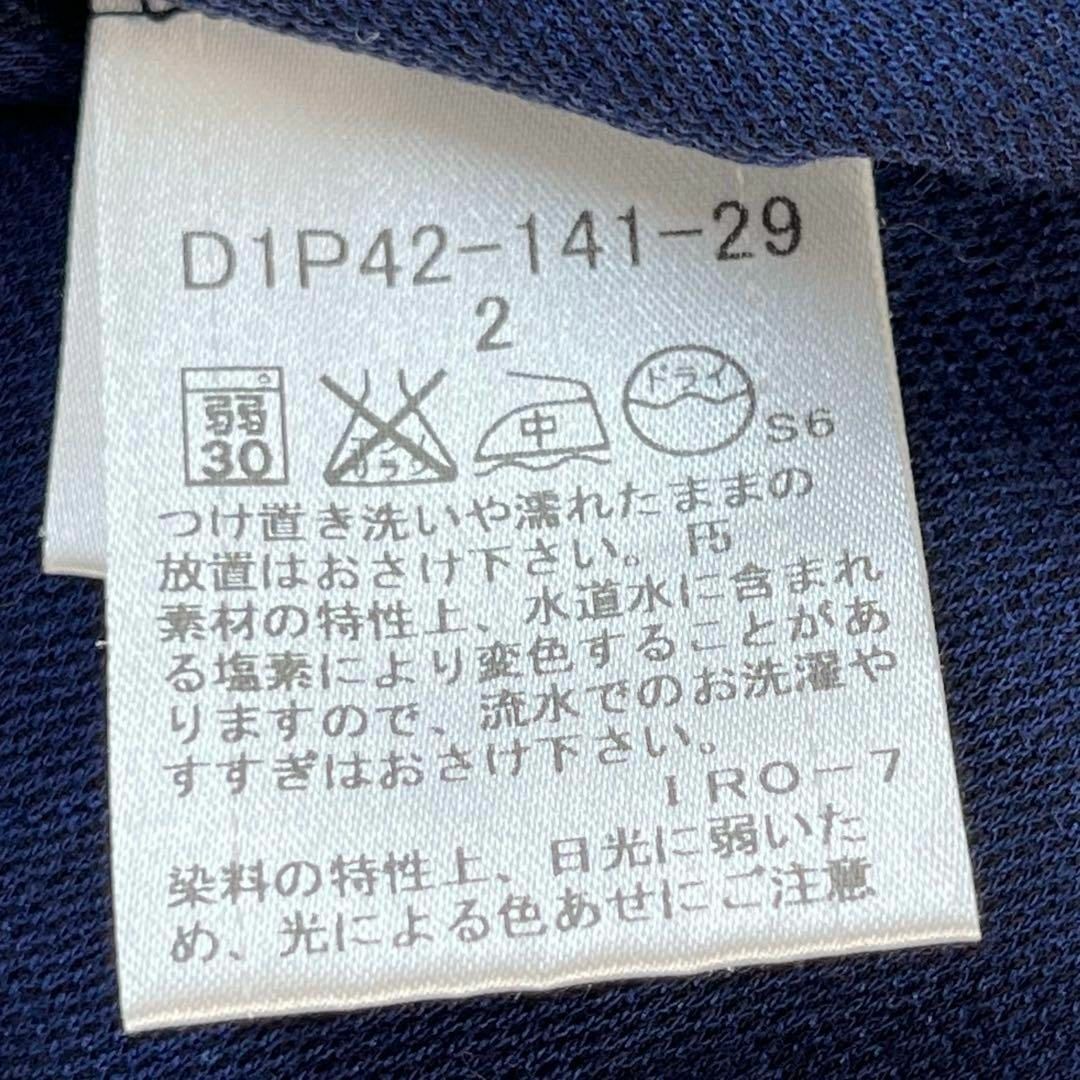 D1P42-141-29
2
弱
30
エンソ
中
ドライ
S6
つけ置き洗いや濡れたままの
放置はおさけ下さい。
素材の特性上、水道水に含まれ
る塩素により変色することがあ
りますので、流水でのお洗濯や
すすぎはおさけ下さい。
IRO-7
染料の特性上、日光に弱いた
め、光による色あせにご注意